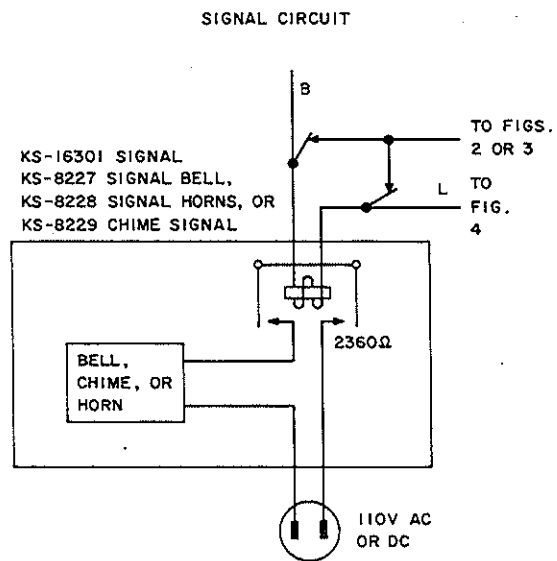 SIGNAL CIRCUIT
B
TO FIGS.
2 OR 3
KS-16301 SIGNAL
KS-8227 SIGNAL BELL,
KS-8228 SIGNAL HORNS, OR
KS-8229 CHIME SIGNAL
L TO
FIG.
4
2360Ω
BELL,
CHIME, OR
HORN
110V AC
OR DC